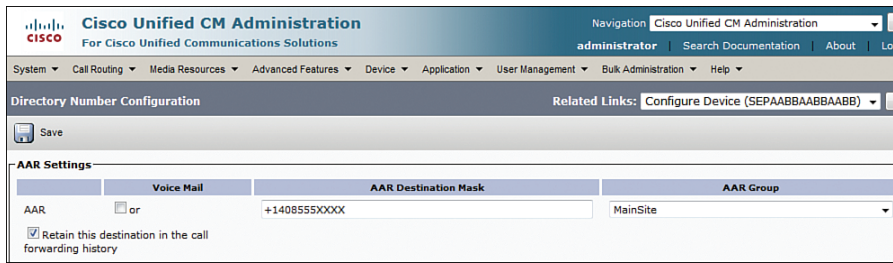 Cisco Unified CM Administration
Navigation Cisco Unified CM Administration
CISCO
For Cisco Unified Communications Solutions
administrator | Search Documentation | About | Lo
System Call Routing Media Resources Advanced Features Device Application User Management Bulk Administration Help
Directory Number Configuration Related Links: Configure Device (SEPAABBAABBAABB)
Save
AAR Settings
Voice Mail AAR Destination Mask AAR Group
AAR or +1408555XXXX MainSite
Retain this destination in the call
forwarding history